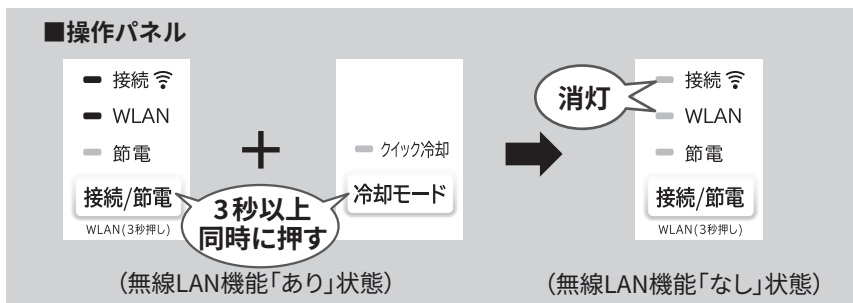 ■操作パネル
接続
WLAN
節電
接続/節電
WLAN(3秒押し)
3秒以上
同時に押す
クイック冷却
冷却モード
(無線LAN機能「あり」状態)
消灯
接続
WLAN
節電
接続/節電
WLAN(3秒押し)
(無線LAN機能「なし」状態)